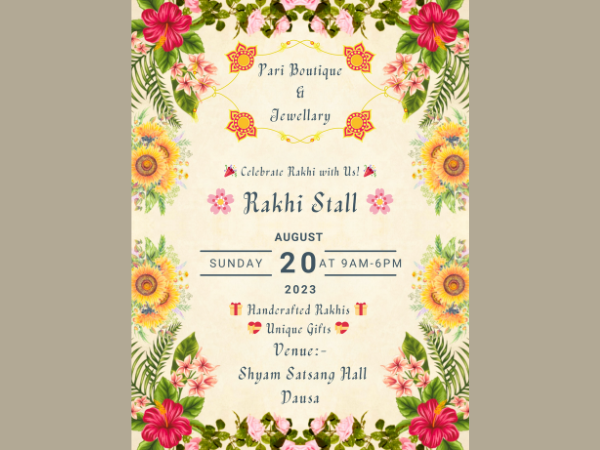 Pari Boutique
&
Jewellary
🎉 Celebrate Rakhi with Us! 🎉
Rakhi Stall
AUGUST
SUNDAY 20 AT 9AM-6PM
2023
🎁 Handcrafted Rakhis 🎁
💝 Unique Gifts 💝
Venue:-
Shyam Satsang Hall
Dausa